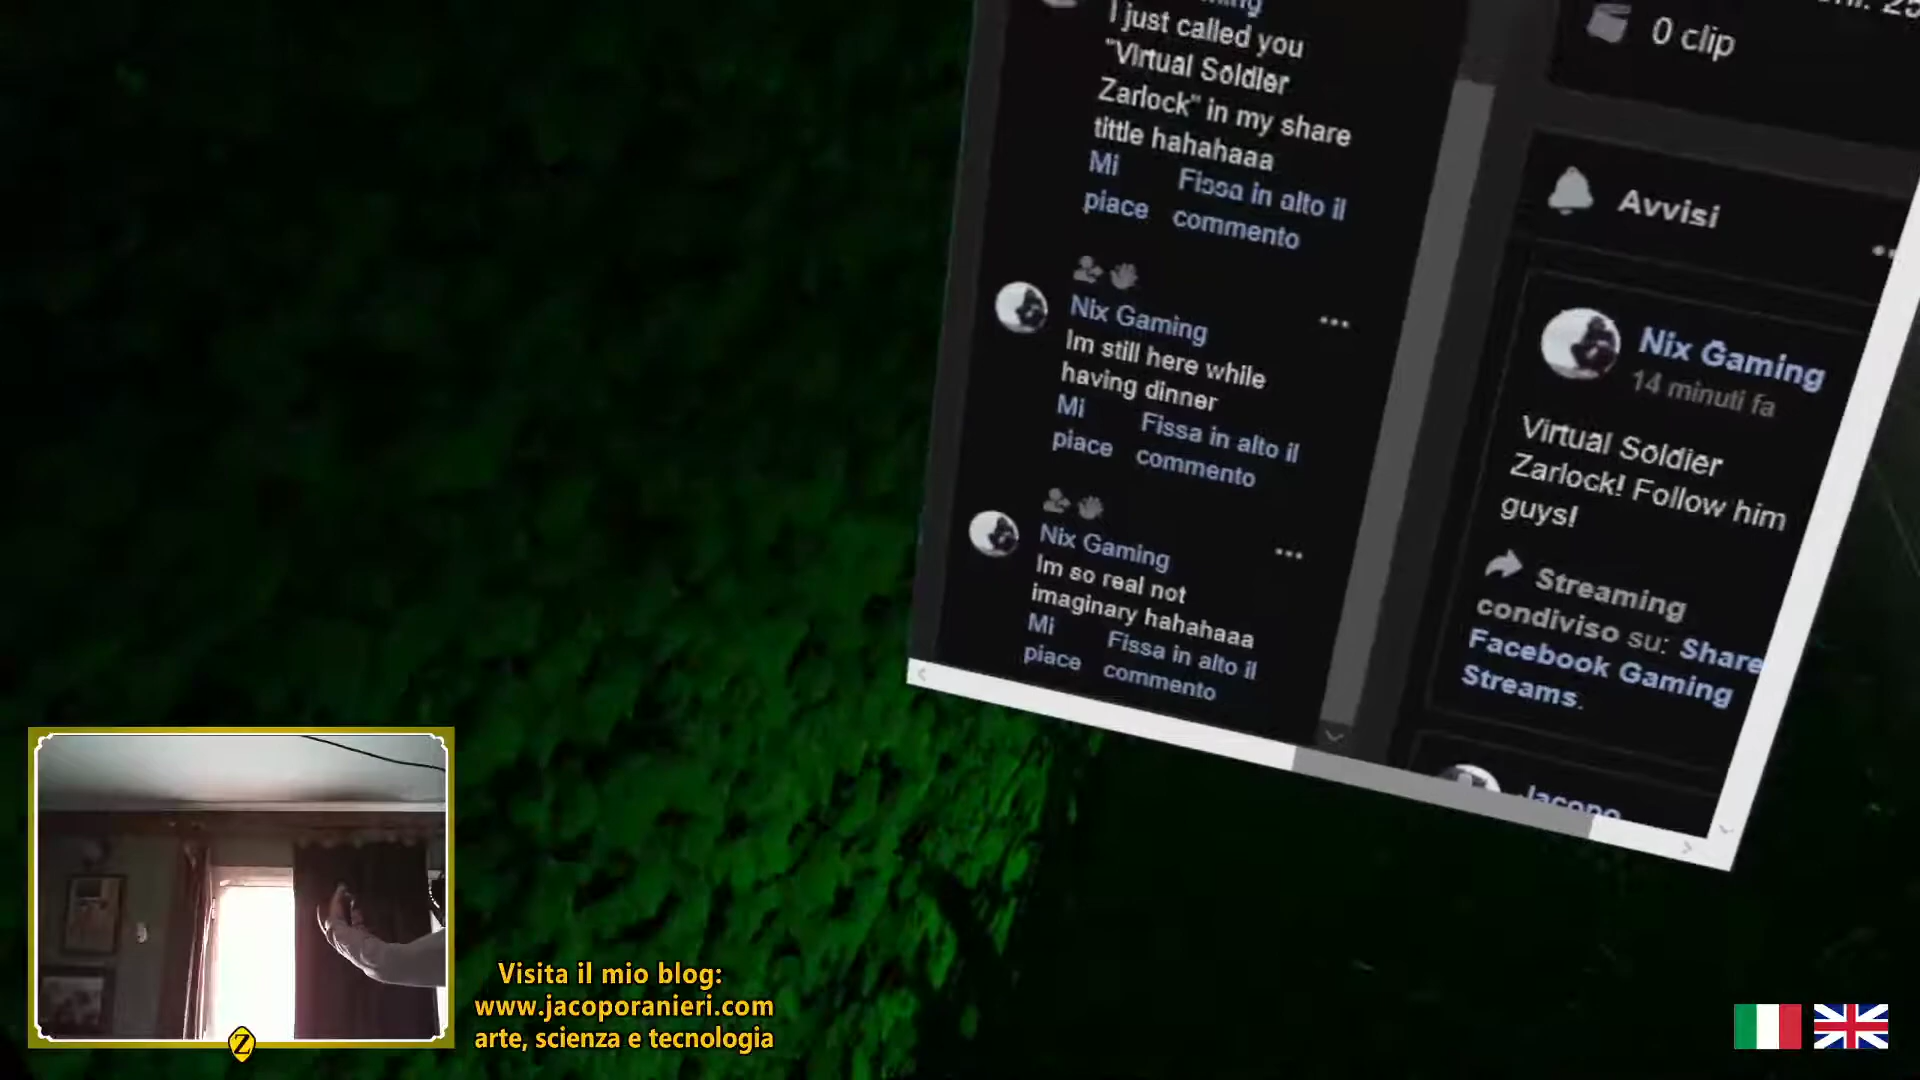 I just called you
"Virtual Soldier
Zarlock" in my share
tittle hahahaaa
Mi piace
Fissa in alto il commento
Nix Gaming
Im still here while
having dinner
Mi piace
Fissa in alto il commento
Nix Gaming
Im so real not
imaginary hahahaaa
Mi piace
Fissa in alto il commento
0 clip
Avvisi
Nix Gaming
14 minuti fa
Virtual Soldier
Zarlock! Follow him
guys!
Streaming
condiviso su: Share
Facebook Gaming
Streams.
Jacopo
Visita il mio blog:
www.jacoporanieri.com
arte, scienza e tecnologia
Z